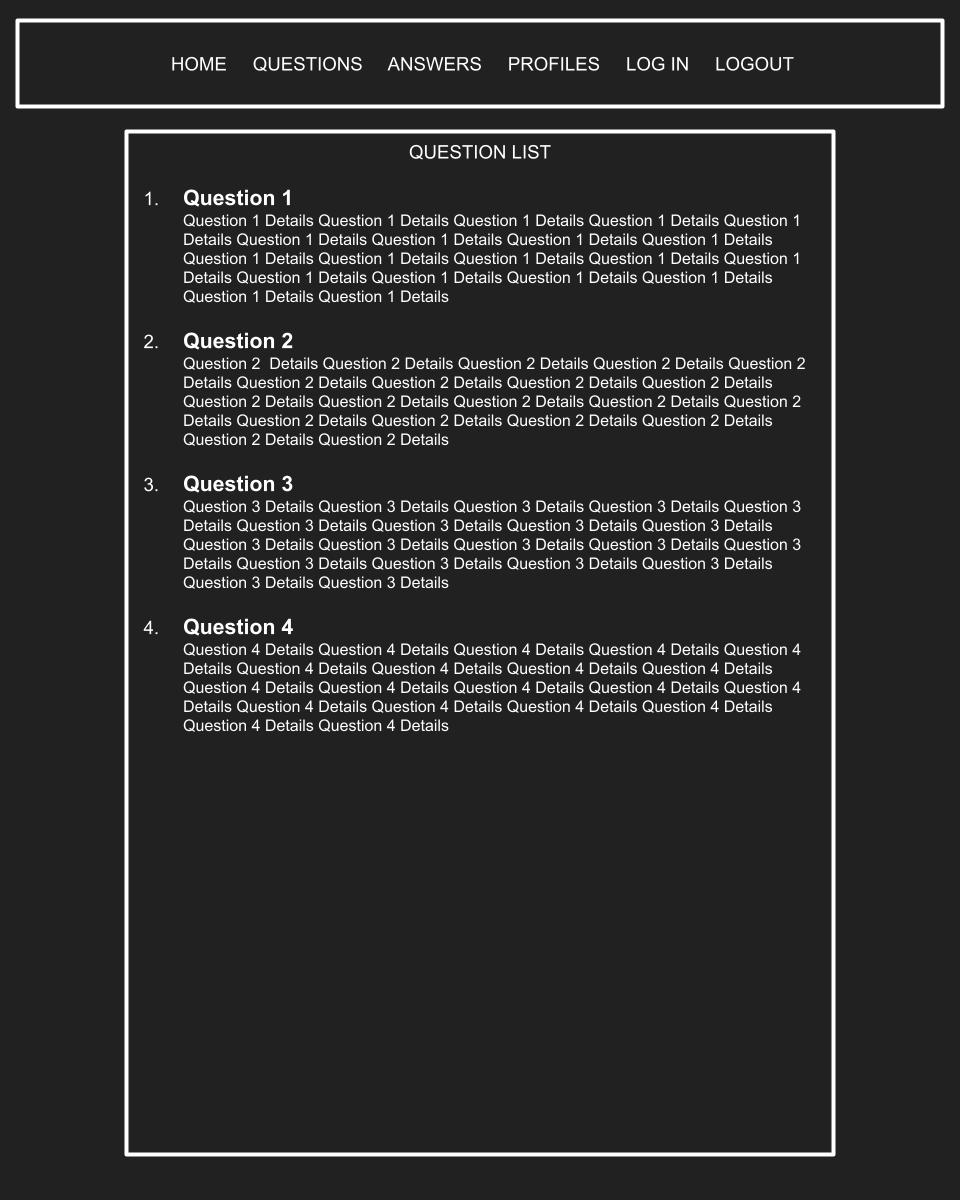 HOME QUESTIONS ANSWERS PROFILES LOG IN LOGOUT
QUESTION LIST
1. Question 1
Question 1 Details Question 1 Details Question 1 Details Question 1 Details Question 1
Details Question 1 Details Question 1 Details Question 1 Details Question 1 Details
Question 1 Details Question 1 Details Question 1 Details Question 1 Details Question 1
Details Question 1 Details Question 1 Details Question 1 Details Question 1 Details
Question 1 Details Question 1 Details
2. Question 2
Question 2  Details Question 2 Details Question 2 Details Question 2 Details Question 2
Details Question 2 Details Question 2 Details Question 2 Details Question 2 Details
Question 2 Details Question 2 Details Question 2 Details Question 2 Details Question 2
Details Question 2 Details Question 2 Details Question 2 Details Question 2 Details
Question 2 Details Question 2 Details
3. Question 3
Question 3 Details Question 3 Details Question 3 Details Question 3 Details Question 3
Details Question 3 Details Question 3 Details Question 3 Details Question 3 Details
Question 3 Details Question 3 Details Question 3 Details Question 3 Details Question 3
Details Question 3 Details Question 3 Details Question 3 Details Question 3 Details
Question 3 Details Question 3 Details
4. Question 4
Question 4 Details Question 4 Details Question 4 Details Question 4 Details Question 4
Details Question 4 Details Question 4 Details Question 4 Details Question 4 Details
Question 4 Details Question 4 Details Question 4 Details Question 4 Details Question 4
Details Question 4 Details Question 4 Details Question 4 Details Question 4 Details
Question 4 Details Question 4 Details